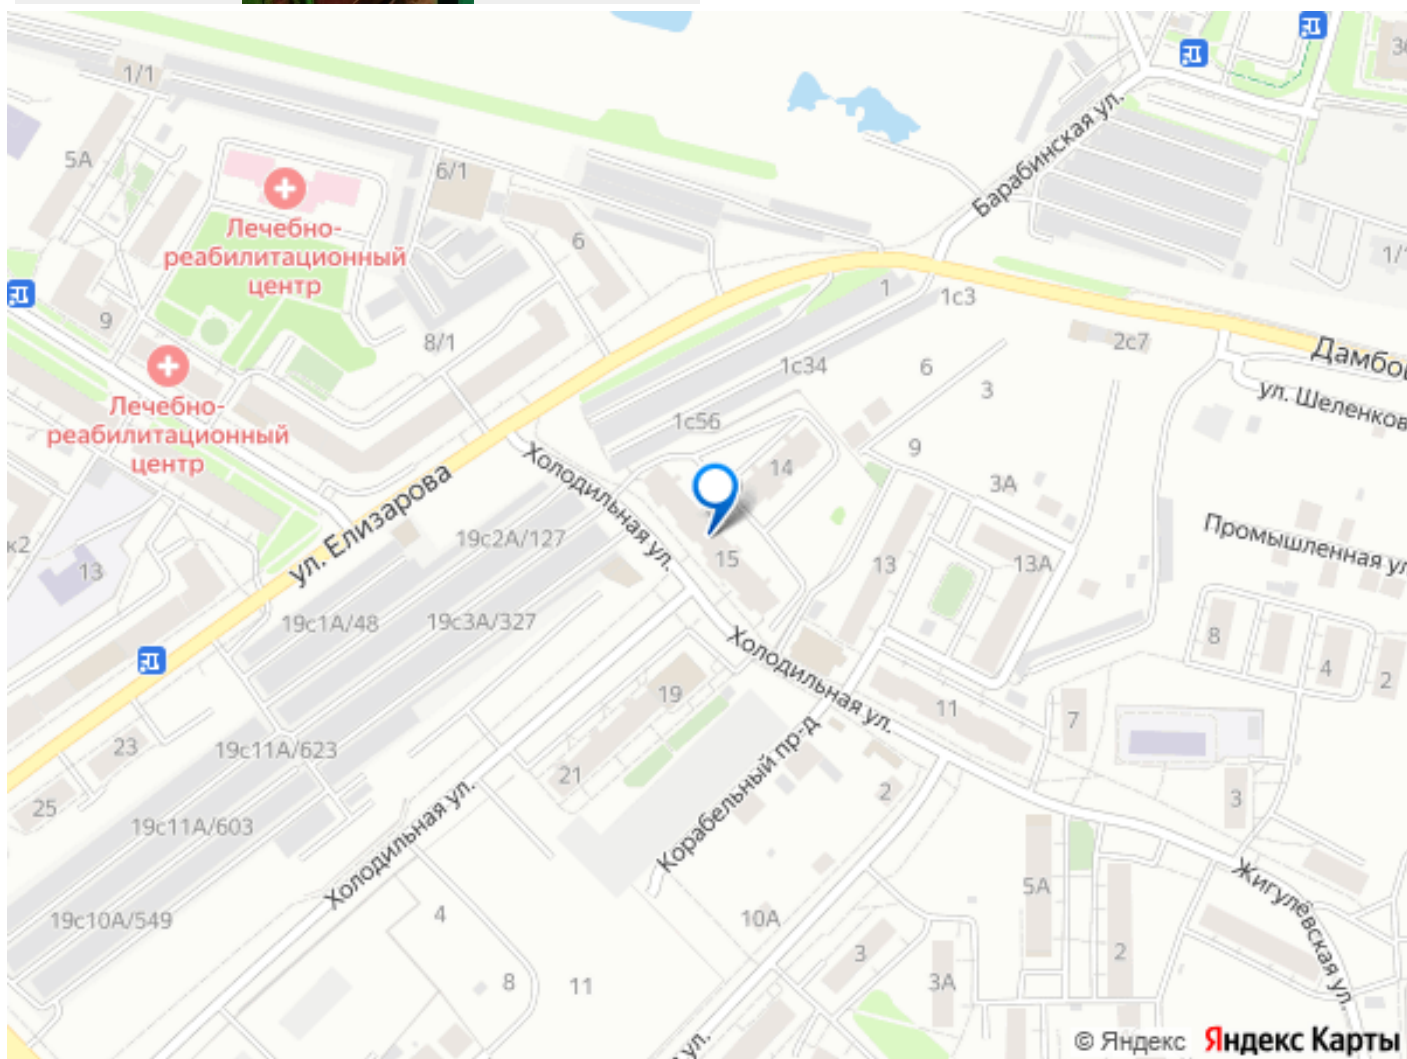 1/1
Барабинская ул.
5А
6/1
Лечебно-
реабилитационный
центр
6
1/1
9
8/1
1
1с3
2с7
Дамбо
1с34
6
3
ул. Шеленков
Лечебно-
реабилитационный
центр
1с56
9
14
3А
Холодильная ул.
ул. Елизарова
19с2А/127
15
13
13А
Промышленная ул
к2
13
19с1А/48
19с3А/327
8
4
2
Холодильная ул.
19
11
7
23
19с11А/623
21
Корабельный пр-д
2
3
25
19с11А/603
Холодильная ул.
5А
Жигулёвская ул.
19с10А/549
4
10А
3
2
8
11
3А
ул.
© Яндекс Яндекс Карты